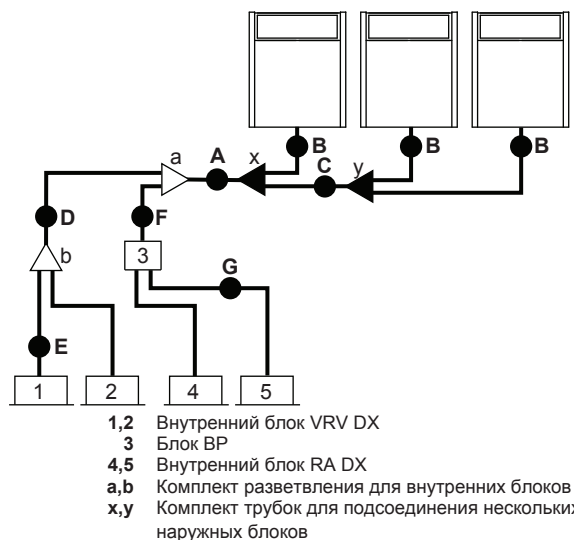 B
B
B
a
A
x
C
y
D
F
b
3
G
E
1
2
4
5
1,2 Внутренний блок VRV DX
3 Блок BP
4,5 Внутренний блок RA DX
a,b Комплект разветвления для внутренних блоков
x,y Комплект трубок для подсоединения нескольких
наружных блоков